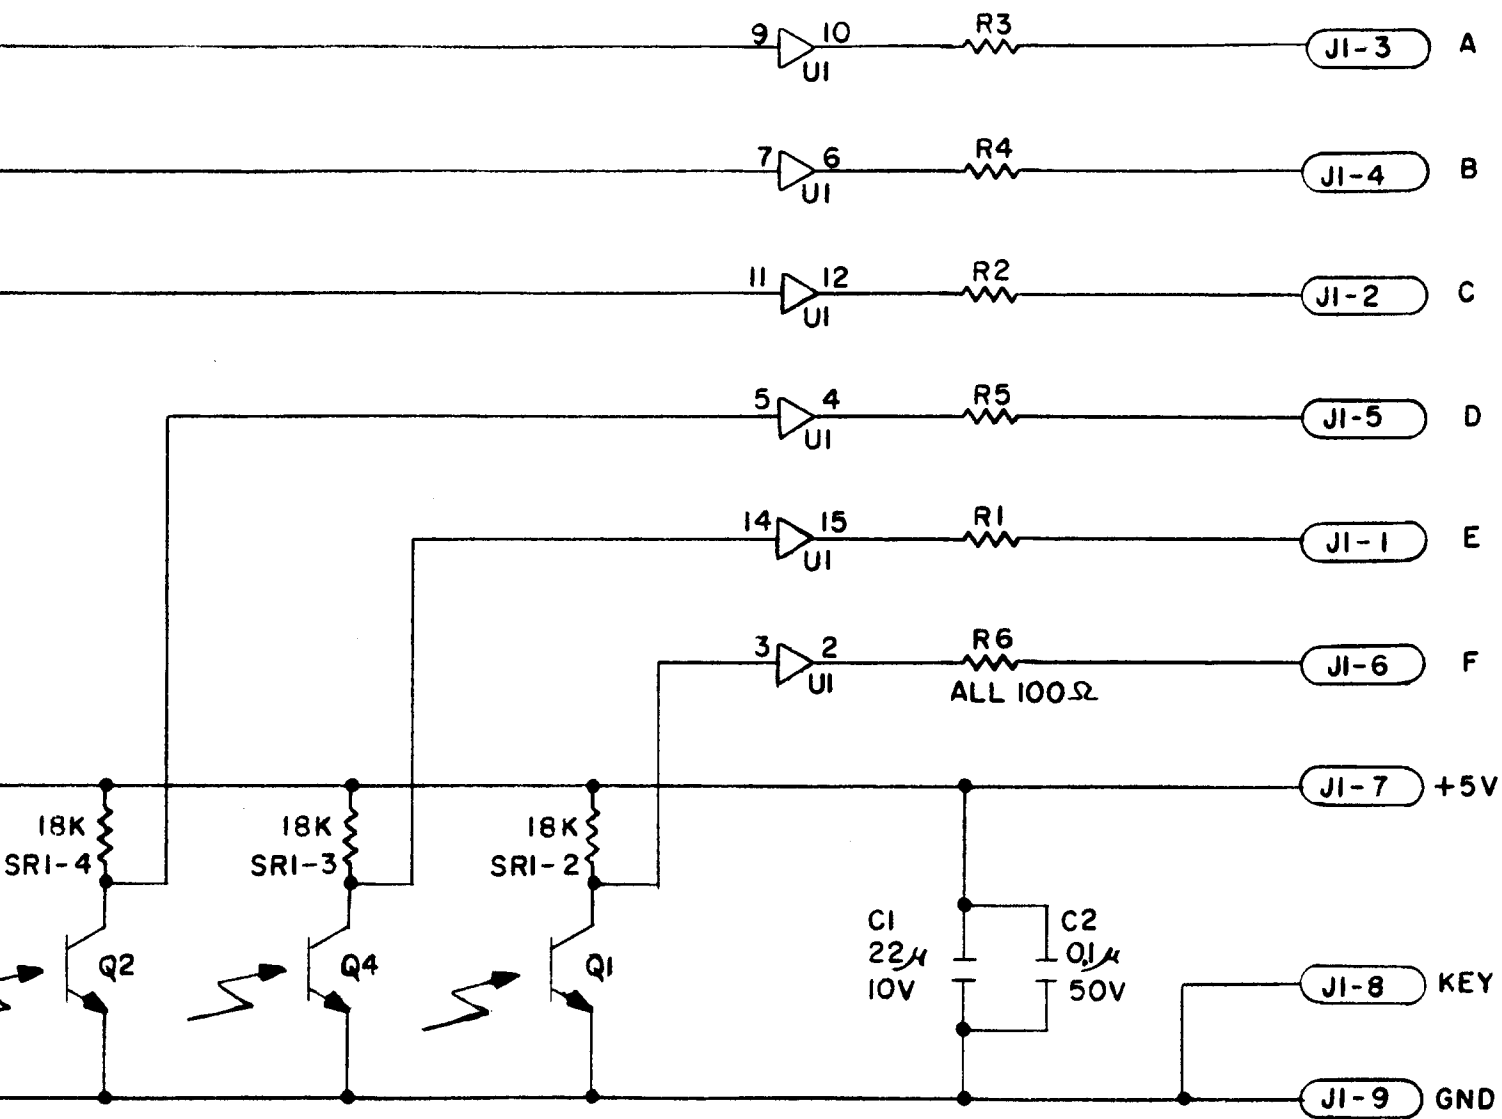 9 10 R3
U1
J1-3 A
7 6 R4
U1
J1-4 B
11 12 R2
U1
J1-2 C
5 4 R5
U1
J1-5 D
14 15 R1
U1
J1-1 E
3 2 R6
U1
ALL 100Ω
J1-6 F
J1-7 +5V
18K
SR1-4
18K
SR1-3
18K
SR1-2
Q2
Q4
Q1
C1
22µ
10V
C2
0.1µ
50V
J1-8 KEY
J1-9 GND